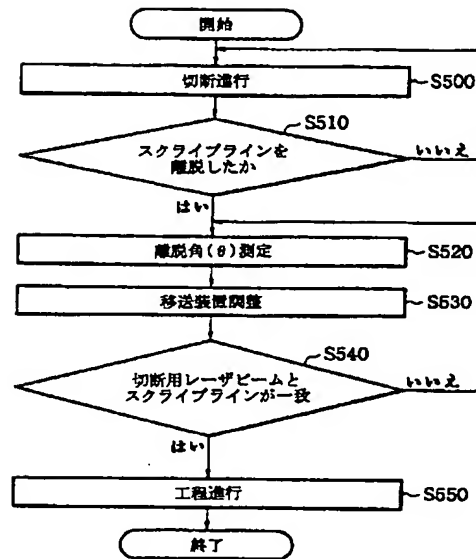 開始
切断進行
S500
S510
スクライブラインを
離脱したか
いいえ
はい
離脱角(θ)測定
S520
移送装置調整
S530
S540
切断用レーザビームと
スクライブラインが一致
いいえ
はい
工程進行
S550
終了